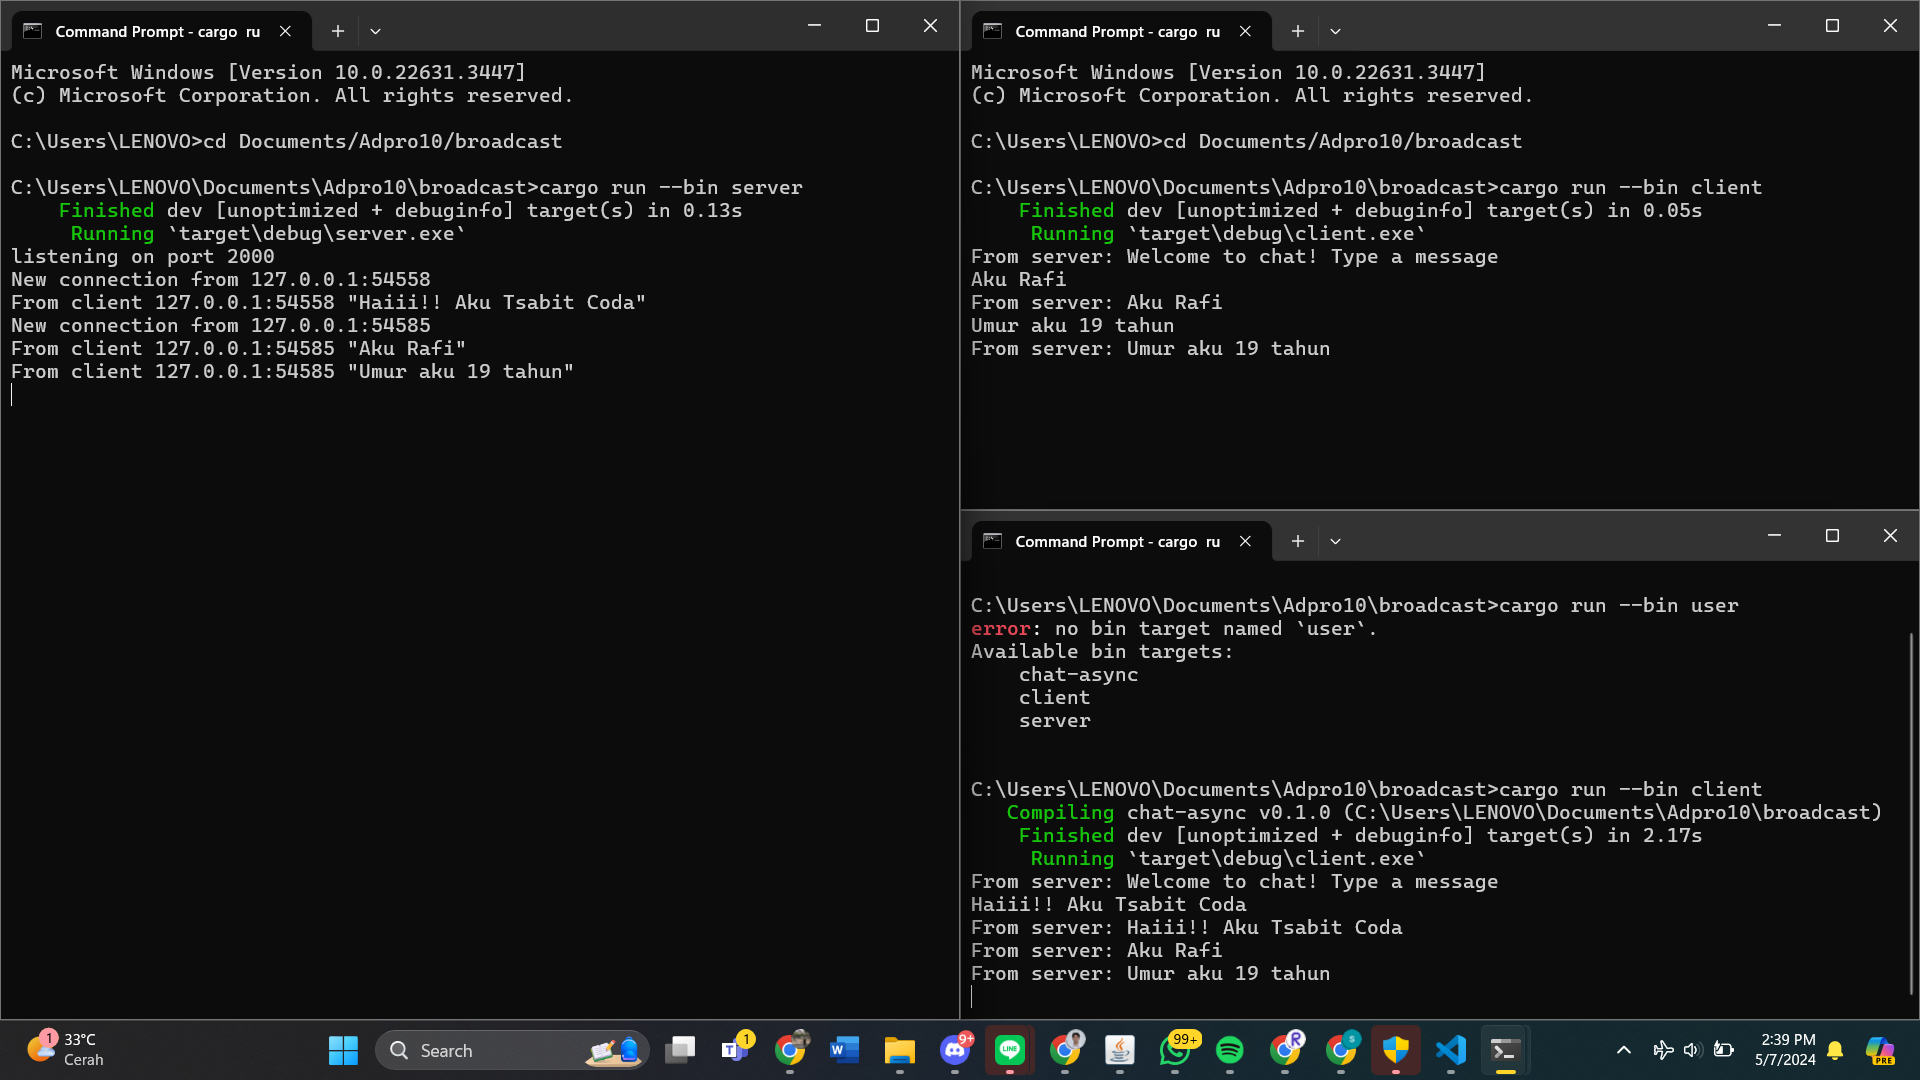 Command Prompt - cargo  ru
Microsoft Windows [Version 10.0.22631.3447]
(c) Microsoft Corporation. All rights reserved.
C:\Users\LENOVO>cd Documents/Adpro10/broadcast
C:\Users\LENOVO\Documents\Adpro10\broadcast>cargo run --bin server
Finished dev [unoptimized + debuginfo] target(s) in 0.13s
Running `target\debug\server.exe`
listening on port 2000
New connection from 127.0.0.1:54558
From client 127.0.0.1:54558 "Haiii!! Aku Tsabit Coda"
New connection from 127.0.0.1:54585
From client 127.0.0.1:54585 "Aku Rafi"
From client 127.0.0.1:54585 "Umur aku 19 tahun"
Command Prompt - cargo  ru
Microsoft Windows [Version 10.0.22631.3447]
(c) Microsoft Corporation. All rights reserved.
C:\Users\LENOVO>cd Documents/Adpro10/broadcast
C:\Users\LENOVO\Documents\Adpro10\broadcast>cargo run --bin client
Finished dev [unoptimized + debuginfo] target(s) in 0.05s
Running `target\debug\client.exe`
From server: Welcome to chat! Type a message
Aku Rafi
From server: Aku Rafi
Umur aku 19 tahun
From server: Umur aku 19 tahun
Command Prompt - cargo  ru
C:\Users\LENOVO\Documents\Adpro10\broadcast>cargo run --bin user
error: no bin target named `user`.
Available bin targets:
chat-async
client
server
C:\Users\LENOVO\Documents\Adpro10\broadcast>cargo run --bin client
Compiling chat-async v0.1.0 (C:\Users\LENOVO\Documents\Adpro10\broadcast)
Finished dev [unoptimized + debuginfo] target(s) in 2.17s
Running `target\debug\client.exe`
From server: Welcome to chat! Type a message
Haiii!! Aku Tsabit Coda
From server: Haiii!! Aku Tsabit Coda
From server: Aku Rafi
From server: Umur aku 19 tahun
1
33°C
Cerah
Search
1
T
W
9+
LINE
99+
R
s
2:39 PM
5/7/2024
PRE